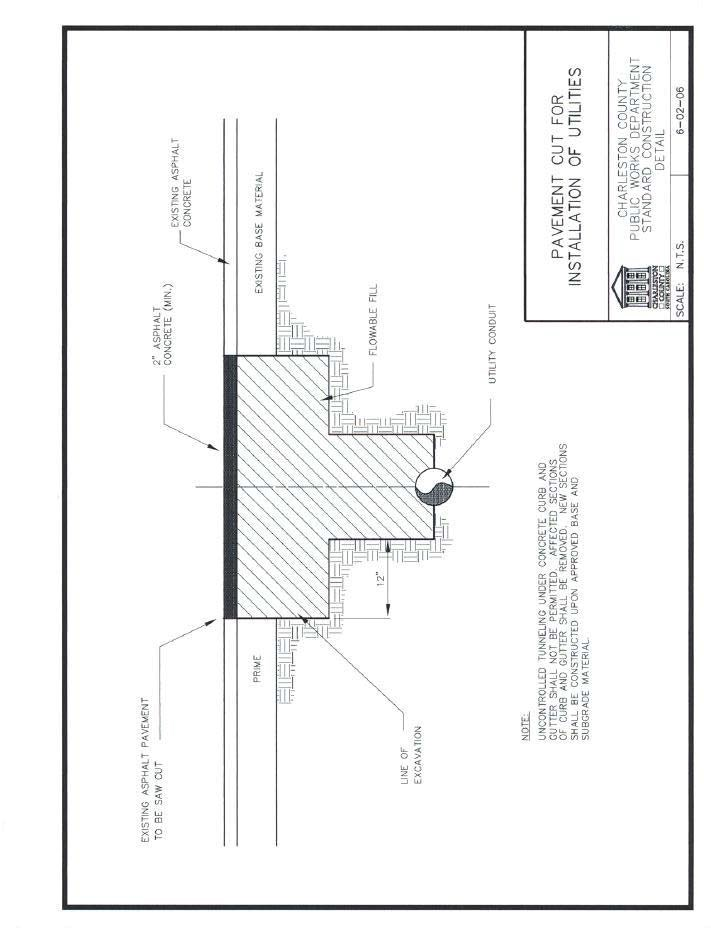 EXISTING ASPHALT PAVEMENT
TO BE SAW CUT
2" ASPHALT
CONCRETE (MIN.)
EXISTING ASPHALT
CONCRETE
PRIME
EXISTING BASE MATERIAL
12"
FLOWABLE FILL
LINE OF
EXCAVATION
UTILITY CONDUIT
NOTE:
UNCONTROLLED TUNNELING UNDER CONCRETE CURB AND
GUTTER SHALL NOT BE PERMITTED. AFFECTED SECTIONS
OF CURB AND GUTTER SHALL BE REMOVED. NEW SECTIONS
SHALL BE CONSTRUCTED UPON APPROVED BASE AND
SUBGRADE MATERIAL.
PAVEMENT CUT FOR
INSTALLATION OF UTILITIES
CHARLESTON
COUNTY
SOUTH CAROLINA
CHARLESTON COUNTY
PUBLIC WORKS DEPARTMENT
STANDARD CONSTRUCTION
DETAIL
SCALE: N.T.S.
6-02-06